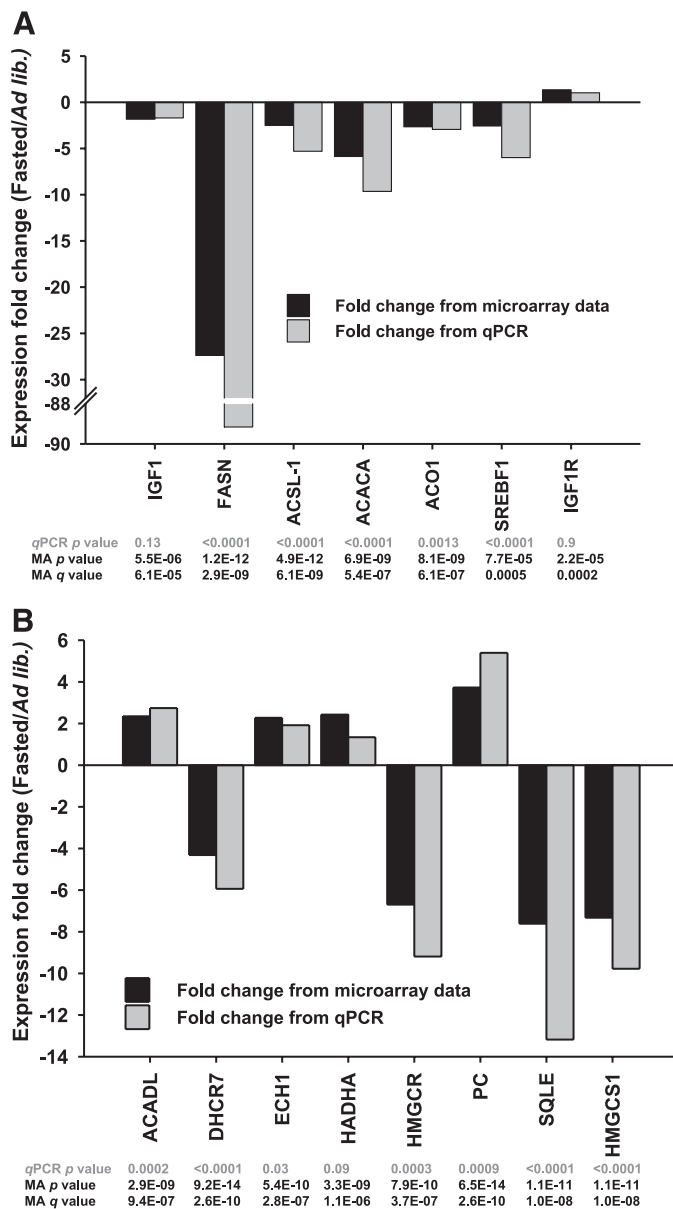 A
Expression fold change (Fasted/Ad lib.)
5
0
-5
-10
-15
-20
-25
-30
-88
-90
Fold change from microarray data
Fold change from qPCR
IGF1 FASN ACSL-1 ACACA ACO1 SREBF1 IGF1R
qPCR p value 0.13 <0.0001 <0.0001 <0.0001 0.0013 <0.0001 0.9
MA p value 5.5E-06 1.2E-12 4.9E-12 6.9E-09 8.1E-09 7.7E-05 2.2E-05
MA q value 6.1E-05 2.9E-09 6.1E-09 5.4E-07 6.1E-07 0.0005 0.0002
B
Expression fold change (Fasted/Ad lib.)
6
4
2
0
-2
-4
-6
-8
-10
-12
-14
Fold change from microarray data
Fold change from qPCR
ACADL DHCR7 ECH1 HADHA HMGCR PC SQLE HMGCS1
qPCR p value 0.0002 <0.0001 0.03 0.09 0.0003 0.0009 <0.0001 <0.0001
MA p value 2.9E-09 9.2E-14 5.4E-10 3.3E-09 7.9E-10 6.5E-14 1.1E-11 1.1E-11
MA q value 9.4E-07 2.6E-10 2.8E-07 1.1E-06 3.7E-07 2.6E-10 1.0E-08 1.0E-08